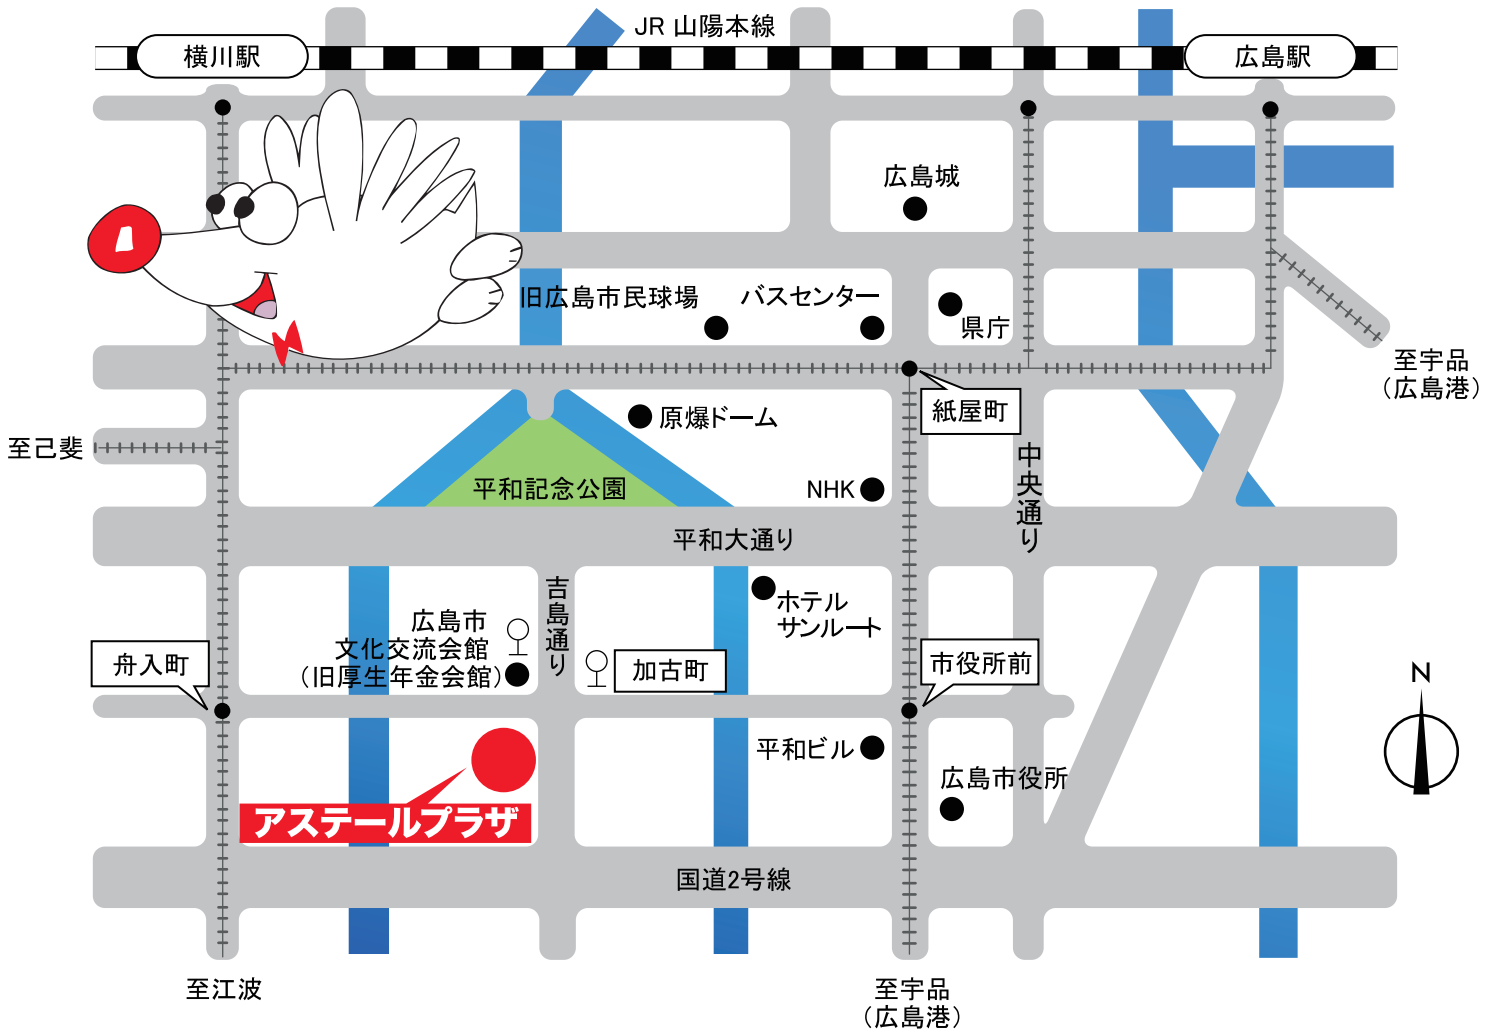 JR 山陽本線
横川駅
広島駅
広島城
旧広島市民球場
バスセンター
県庁
至宇品
（広島港）
紙屋町
原爆ドーム
至己斐
中央通り
平和記念公園
NHK
平和大通り
吉島通り
ホテル
サンルート
広島市
文化交流会館
（旧厚生年金会館）
舟入町
加古町
市役所前
N
平和ビル
広島市役所
アステールプラザ
国道2号線
至江波
至宇品
（広島港）